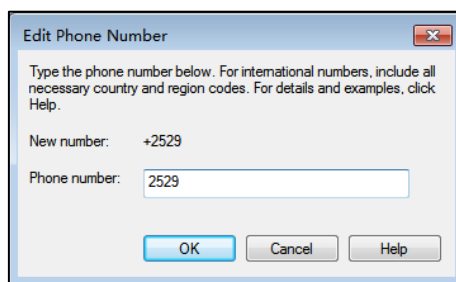 Edit Phone Number
Type the phone number below. For international numbers, include all
necessary country and region codes. For details and examples, click
Help.
New number: +2529
Phone number: 2529
OK Cancel Help